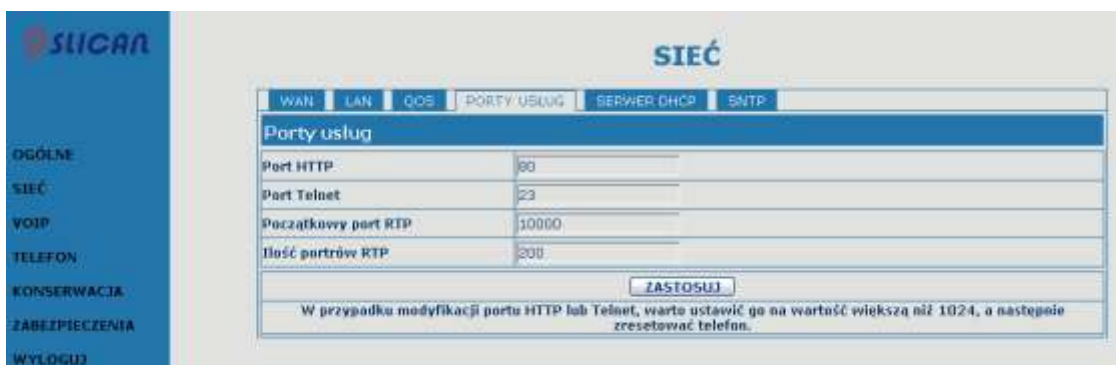 SLICAN
SIEĆ
WAN LAN QOS PORTY USŁUG SERWER DHCP SNTP
Porty usług
OGÓLNE
SIEĆ
VOIP
TELEFON
KONSERWACJA
ZABEZPIECZENIA
WYLOGUJ
Port HTTP 80
Port Telnet 23
Początkowy port RTP 10000
Ilość portrów RTP 200
ZASTOSUJ
W przypadku modyfikacji portu HTTP lub Telnet, warto ustawić go na wartość większą niż 1024, a następnie
zresetować telefon.